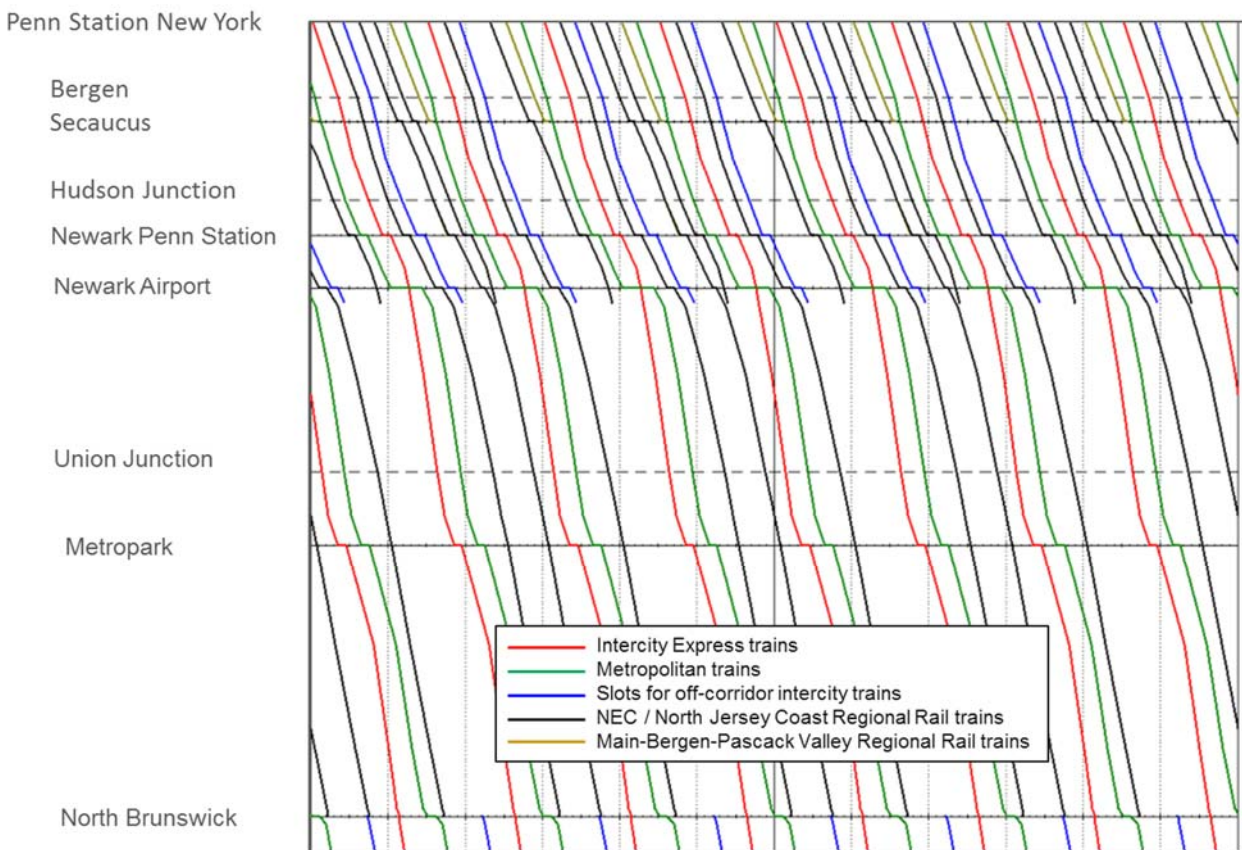 Penn Station New York
Bergen
Secaucus
Hudson Junction
Newark Penn Station
Newark Airport
Union Junction
Metropark
Intercity Express trains
Metropolitan trains
Slots for off-corridor intercity trains
NEC / North Jersey Coast Regional Rail trains
Main-Bergen-Pascack Valley Regional Rail trains
North Brunswick